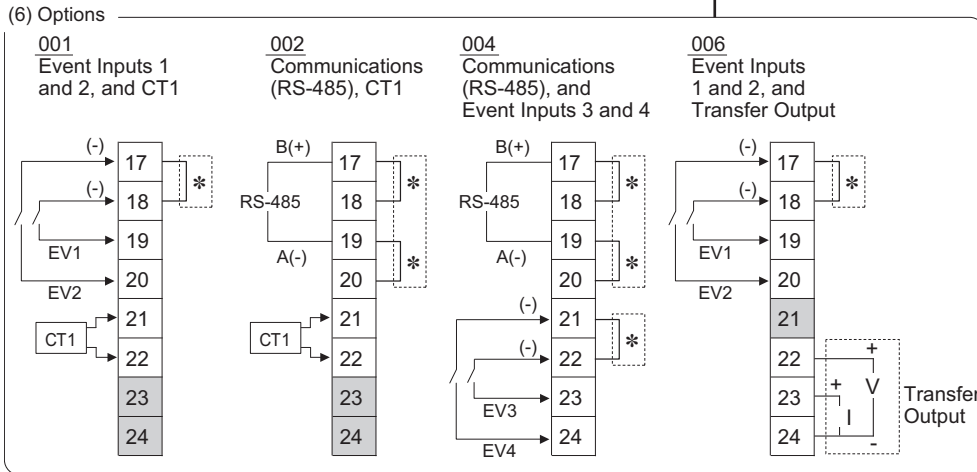 (6) Options
001
Event Inputs 1
and 2, and CT1
(-)
17
*
(-)
18
19
EV1
20
EV2
21
CT1
22
23
24
002
Communications
(RS-485), CT1
B(+)
17
*
18
RS-485
19
A(-)
*
20
21
CT1
22
23
24
004
Communications
(RS-485), and
Event Inputs 3 and 4
B(+)
17
*
18
RS-485
19
A(-)
*
20
(-)
21
*
(-)
22
23
EV3
24
EV4
006
Event Inputs
1 and 2, and
Transfer Output
(-)
17
*
(-)
18
19
EV1
20
EV2
21
22
+
23
+
V
I
24
-
Transfer
Output